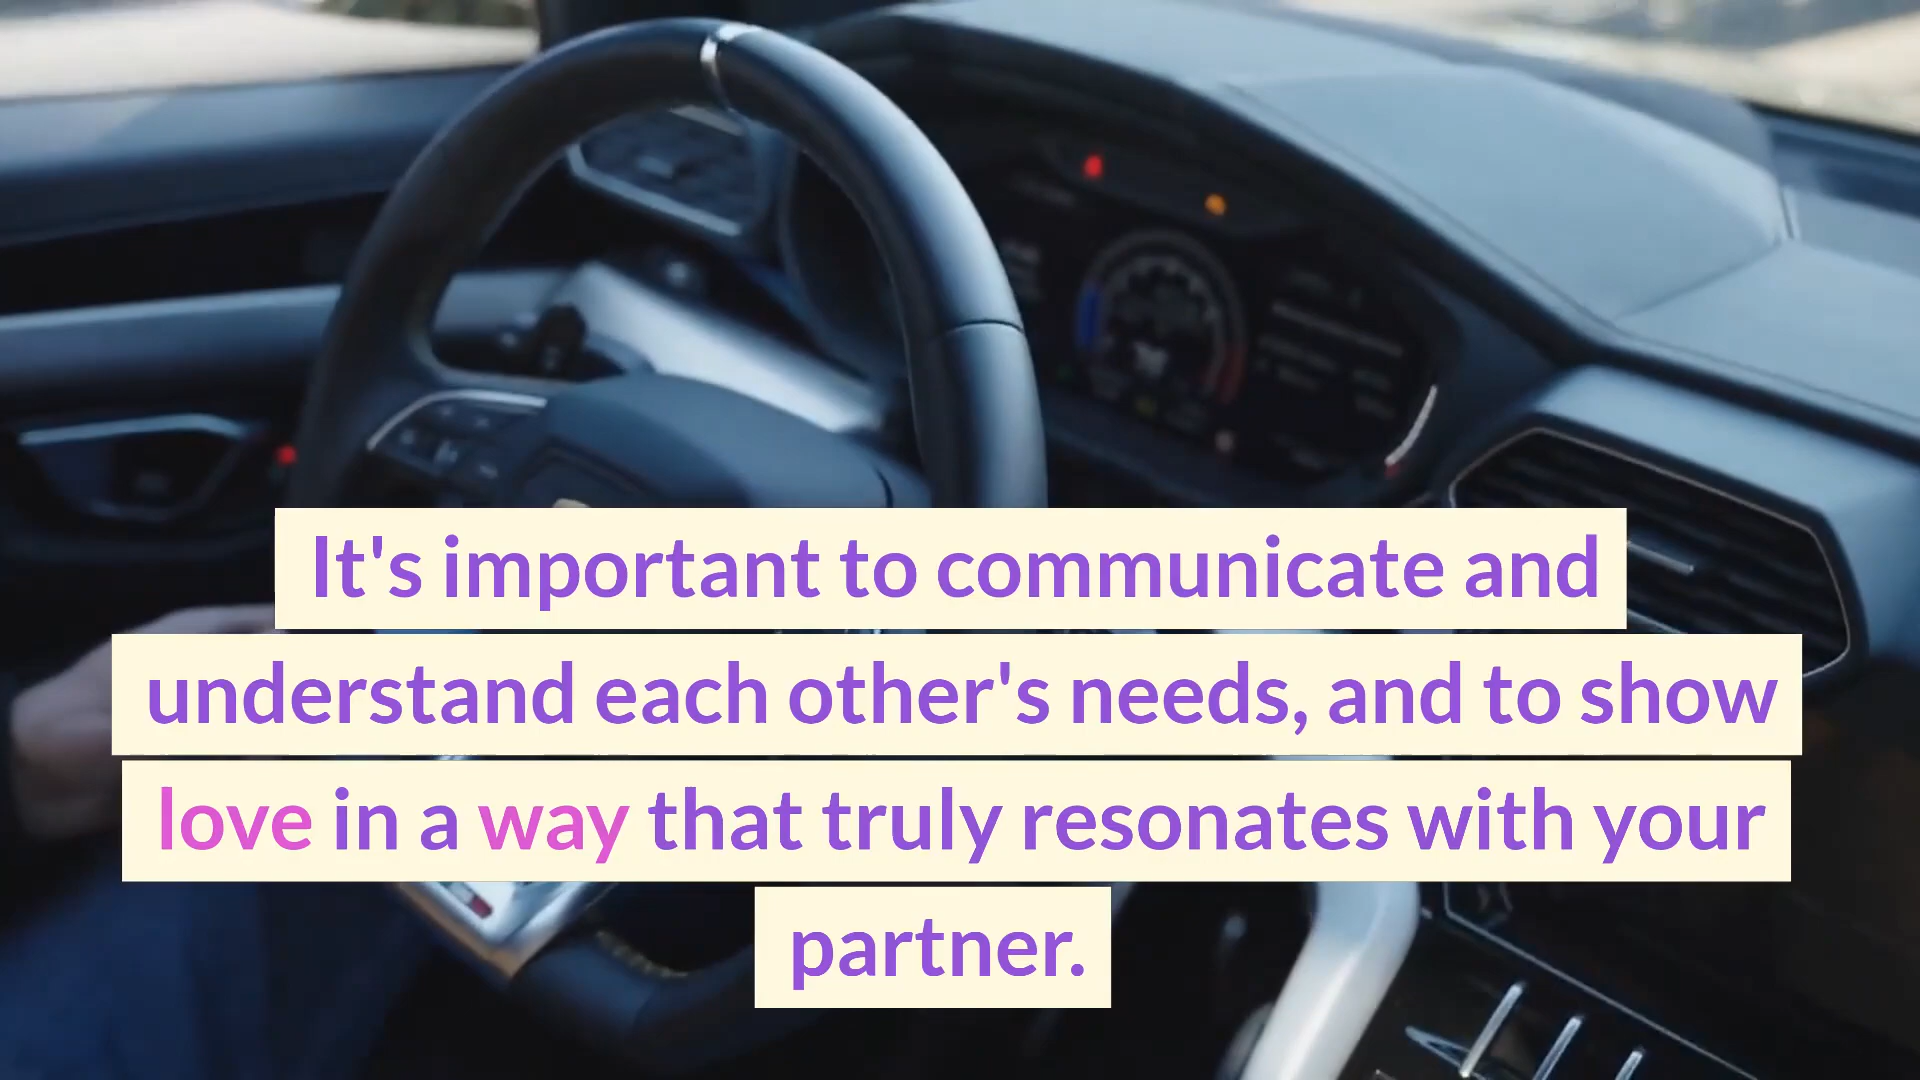 It's important to communicate and
understand each other's needs, and to show
love in a way that truly resonates with your
partner.